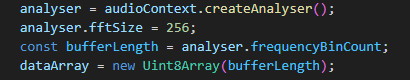 analyser = audioContext.createAnalyser();
analyser.fftSize = 256;
const bufferLength = analyser.frequencyBinCount;
dataArray = new Uint8Array(bufferLength);